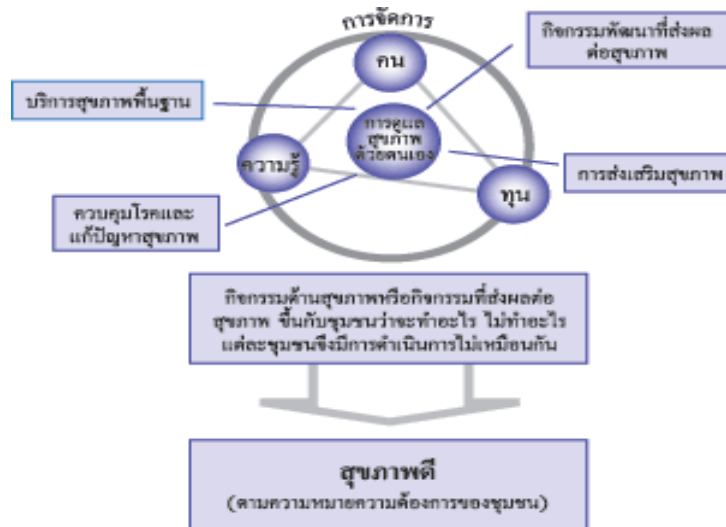 การจัดการ
คน
กิจกรรมพัฒนาที่ส่งผล
ต่อสุขภาพ
บริการสุขภาพพื้นฐาน
การดูแล
สุขภาพ
ด้วยตนเอง
ความรู้
การส่งเสริมสุขภาพ
ทุน
ควบคุมโรคและ
แก้ปัญหาสุขภาพ
กิจกรรมด้านสุขภาพหรือกิจกรรมที่ส่งผลต่อ
สุขภาพ ขึ้นกับชุมชนว่าจะทำอะไร ไม่ทำอะไร
แต่ละชุมชนจึงมีการดำเนินการไม่เหมือนกัน
สุขภาพดี
(ตามความหมายความต้องการของชุมชน)